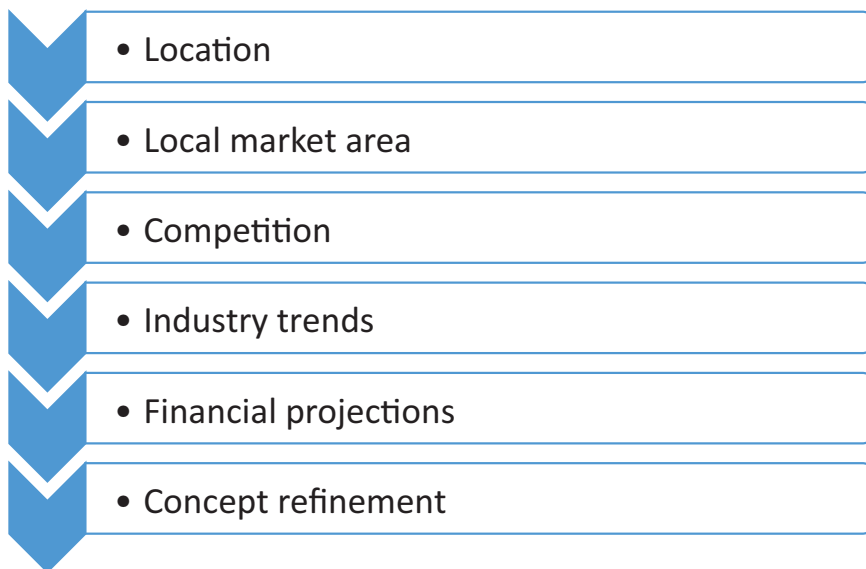 • Location
• Local market area
• Competition
• Industry trends
• Financial projections
• Concept refinement